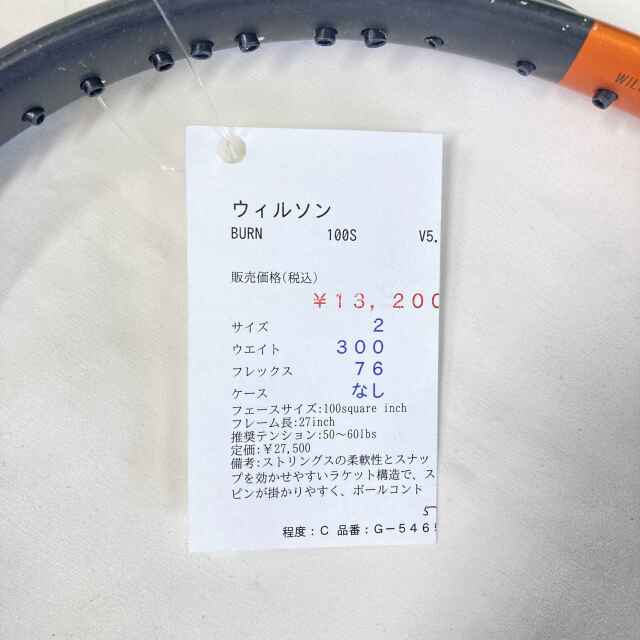 WIL
ウィルソン
BURN 100S V5.
販売価格(税込)
￥13,200
サイズ 2
ウエイト 300
フレックス 76
ケース なし
フェースサイズ:100square inch
フレーム長:27inch
推奨テンション:50～60lbs
定価:￥27,500
備考:ストリングスの柔軟性とスナッ
プを効かせやすいラケット構造で、ス
ピンが掛かりやすく、ボールコント
程度：C 品番：G－546